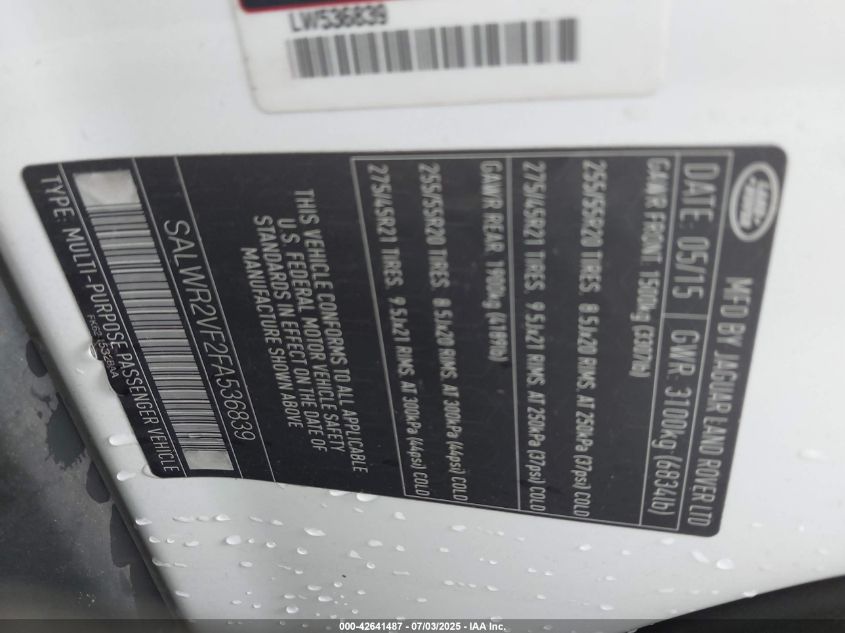 LW536839
LAND ROVER
MFD BY JAGUAR LAND ROVER LTD
DATE: 05/15 GWR 3100kg (6834lb)
GAWR FRONT 1500kg (3307lb)
255/55R20 TIRES 8.5Jx20 RIMS. AT 250kPa (37psi) COLD
275/45R21 TIRES 9.5Jx21 RIMS. AT 250kPa (37psi) COLD
GAWR REAR 1900kg (4189lb)
255/55R20 TIRES 8.5Jx20 RIMS. AT 300kPa (44psi) COLD
275/45R21 TIRES 9.5Jx21 RIMS. AT 300kPa (44psi) COLD
THIS VEHICLE CONFORMS TO ALL APPLICABLE
U.S. FEDERAL MOTOR VEHICLE SAFETY
STANDARDS IN EFFECT ON THE DATE OF
MANUFACTURE SHOWN ABOVE
SALWR2VF2FA536839
TYPE: MULTI-PURPOSE PASSENGER VEHICLE
000-42641487 - 07/03/2025 - IAA Inc.